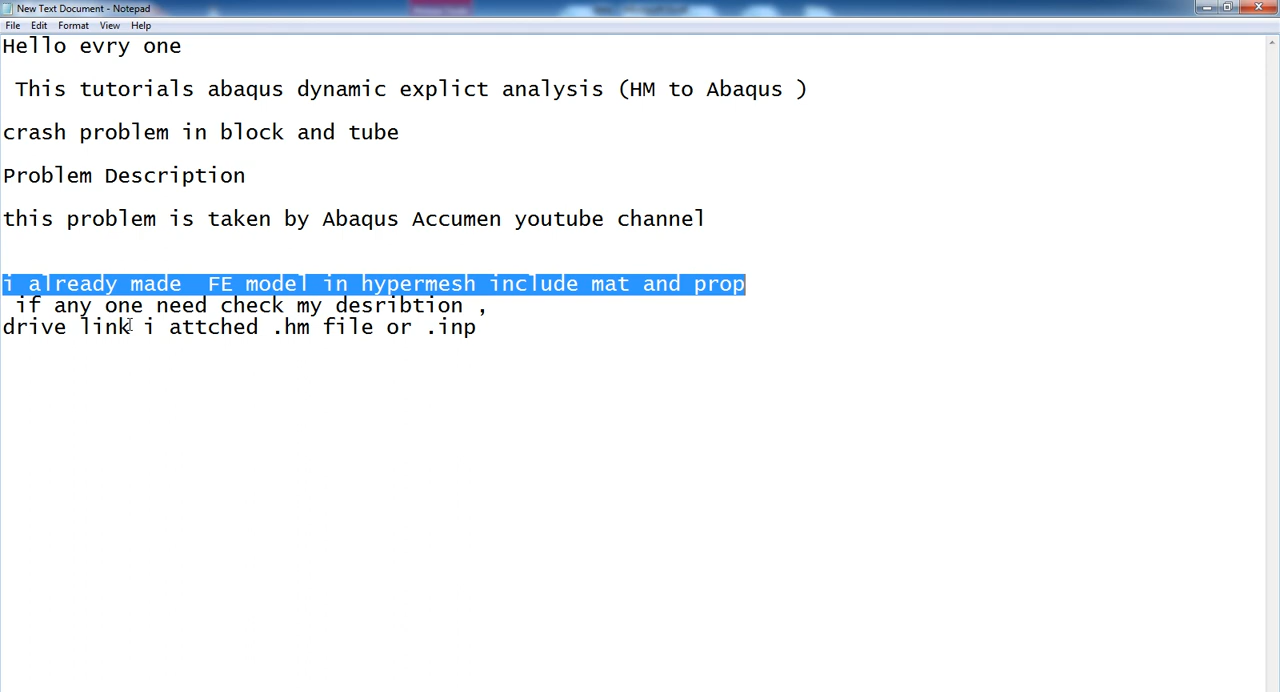 New Text Document - Notepad
File Edit Format View Help
Hello evry one
This tutorials abaqus dynamic explict analysis (HM to Abaqus )
crash problem in block and tube
Problem Description
this problem is taken by Abaqus Accumen youtube channel
i already made FE model in hypermesh include mat and prop
if any one need check my desribtion ,
drive link i attched .hm file or .inp